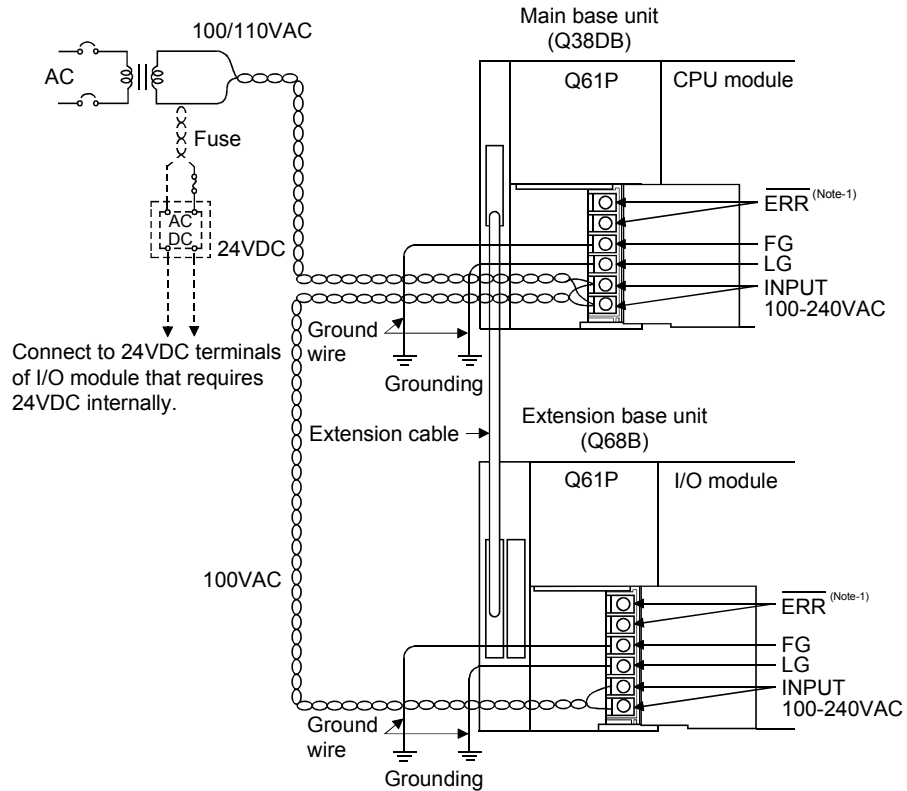 Main base unit
(Q38DB)
100/110VAC
AC
Q61P
CPU module
Fuse
AC
DC
24VDC
ERR (Note-1)
FG
LG
INPUT
100-240VAC
Ground
wire
Grounding
Connect to 24VDC terminals
of I/O module that requires
24VDC internally.
Extension cable
Extension base unit
(Q68B)
Q61P
I/O module
100VAC
ERR (Note-1)
FG
LG
INPUT
100-240VAC
Ground
wire
Grounding